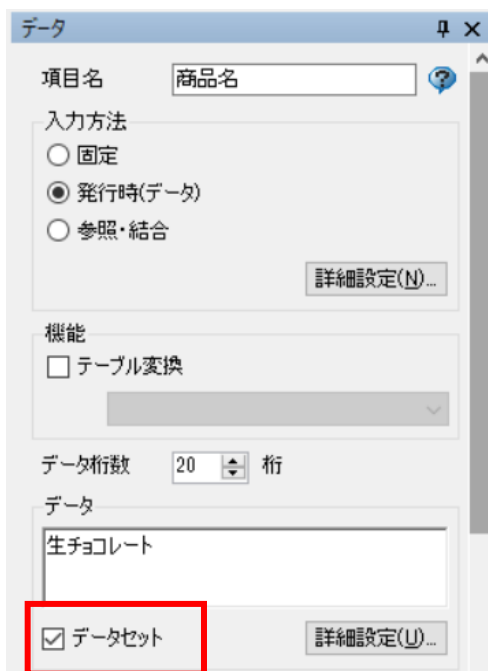 データ
項目名 商品名
入力方法
固定
発行時(データ)
参照・結合
詳細設定(N)...
機能
テーブル変換
データ桁数 20 桁
データ
生チョコレート
データセット 詳細設定(U)...